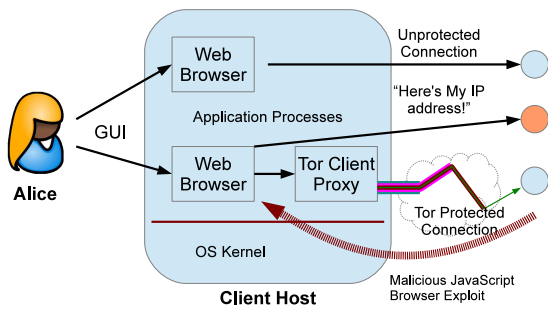 Web
Browser
Unprotected
Connection
"Here's My IP
address!"
Application Processes
GUI
Alice
Web
Browser
Tor Client
Proxy
Tor Protected
Connection
OS Kernel
Malicious JavaScript
Browser Exploit
Client Host